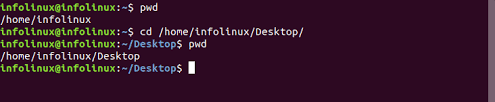 infolinux@infolinux:~$ pwd
/home/infolinux
infolinux@infolinux:~$ cd /home/infolinux/Desktop/
infolinux@infolinux:~/Desktop$ pwd
/home/infolinux/Desktop
infolinux@infolinux:~/Desktop$